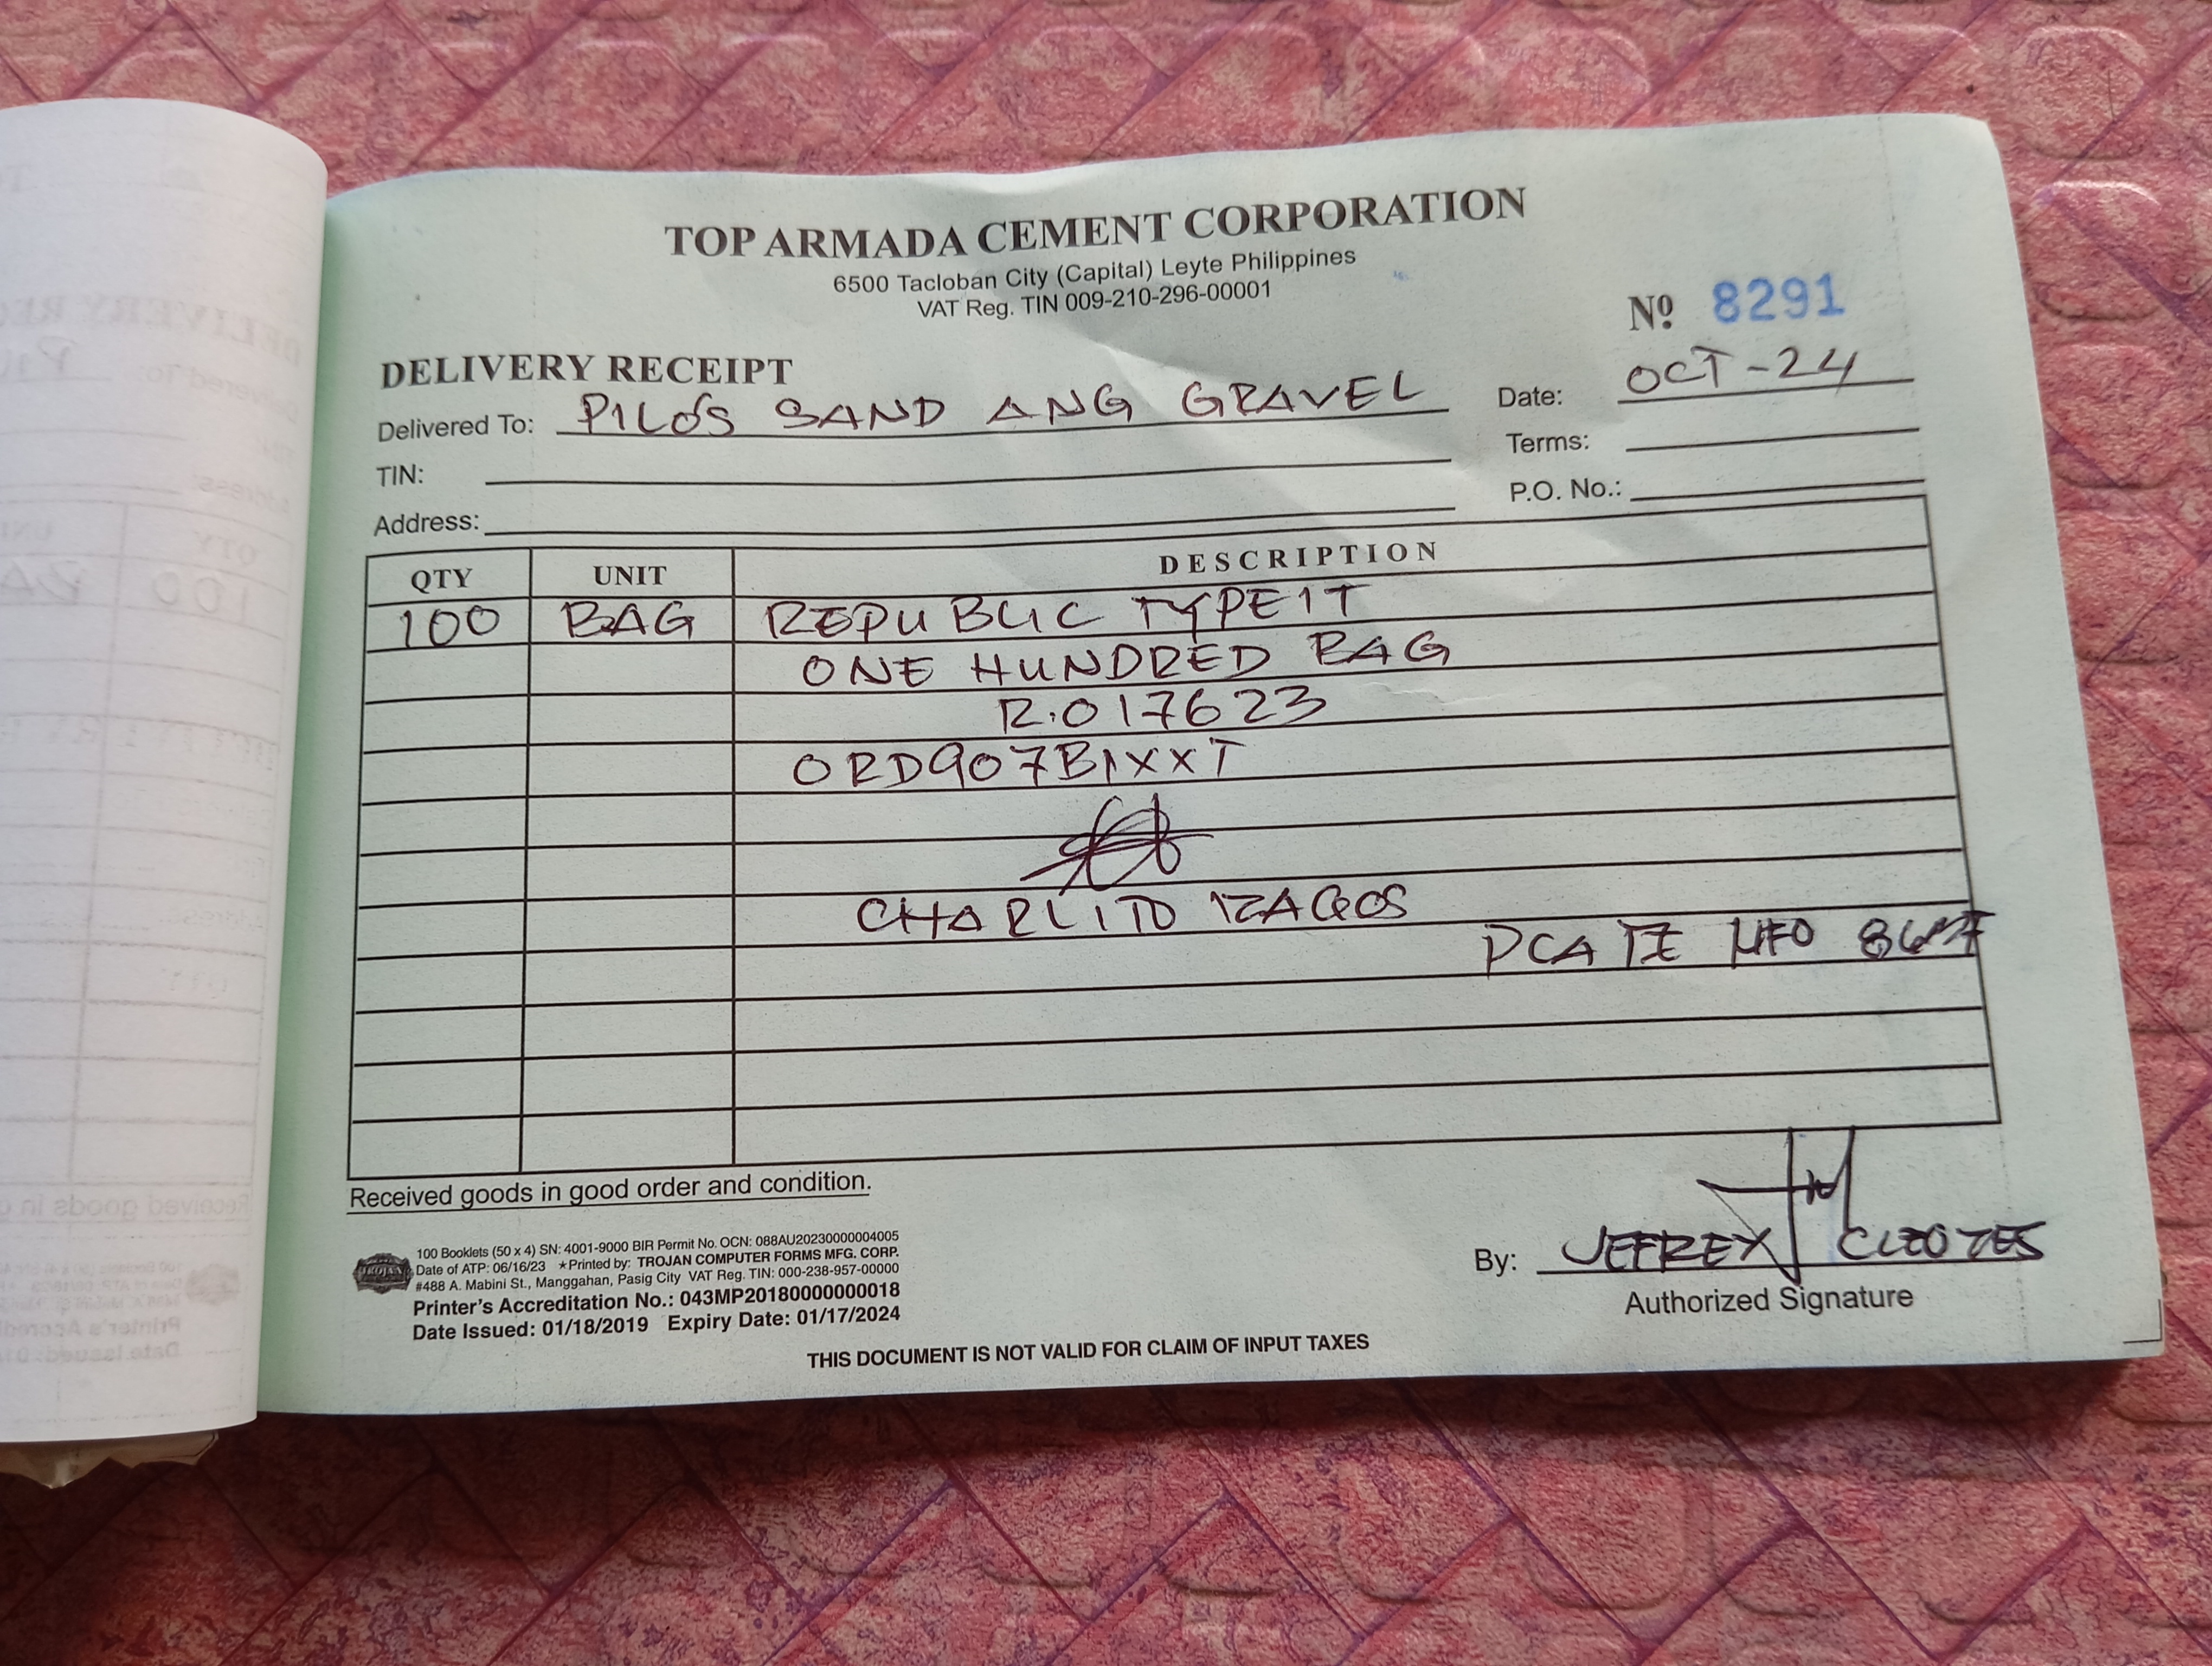 TOP ARMADA CEMENT CORPORATION
6500 Tacloban City (Capital) Leyte Philippines
VAT Reg. TIN 009-210-296-00001
Nº 8291
DELIVERY RECEIPT
Delivered To: PILO'S SAND ANG GRAVEL
Date: OCT-24
TIN:
Terms:
Address:
P.O. No.:
QTY UNIT DESCRIPTION
100 BAG REPUBLIC TYPE1T
ONE HUNDRED BAG
R.017623
ORD907B1XXT
CHARLITO
Received goods in good order and condition.
100 Booklets (50 x 4) SN: 4001-9000 BIR Permit No. OCN: 088AU20230000004005
Date of ATP: 06/16/23 ★Printed by: TROJAN COMPUTER FORMS MFG. CORP.
#488 A. Mabini St., Manggahan, Pasig City VAT Reg. TIN: 000-238-957-00000
Printer's Accreditation No.: 043MP20180000000018
Date Issued: 01/18/2019 Expiry Date: 01/17/2024
TROJAN
By: JEFREY CLEOTES
Authorized Signature
THIS DOCUMENT IS NOT VALID FOR CLAIM OF INPUT TAXES